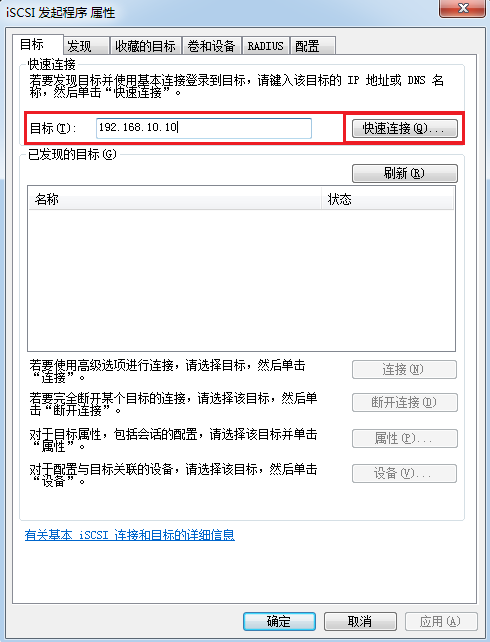 iSCSI 发起程序 属性
目标 发现 收藏的目标 卷和设备 RADIUS 配置
快速连接
若要发现目标并使用基本连接登录到目标，请键入该目标的 IP 地址或 DNS 名
称，然后单击“快速连接”。
目标(T): 192.168.10.10 快速连接(Q)...
已发现的目标(G)
刷新(R)
名称 状态
若要使用高级选项进行连接，请选择目标，然后单击
“连接”。
连接(N)
若要完全断开某个目标的连接，请选择该目标，然后单
击“断开连接”。
断开连接(D)
对于目标属性，包括会话的配置，请选择该目标并单击
“属性”。
属性(P)...
对于配置与目标关联的设备，请选择该目标，然后单击
“设备”。
设备(V)...
有关基本 iSCSI 连接和目标的详细信息
确定 取消 应用(A)